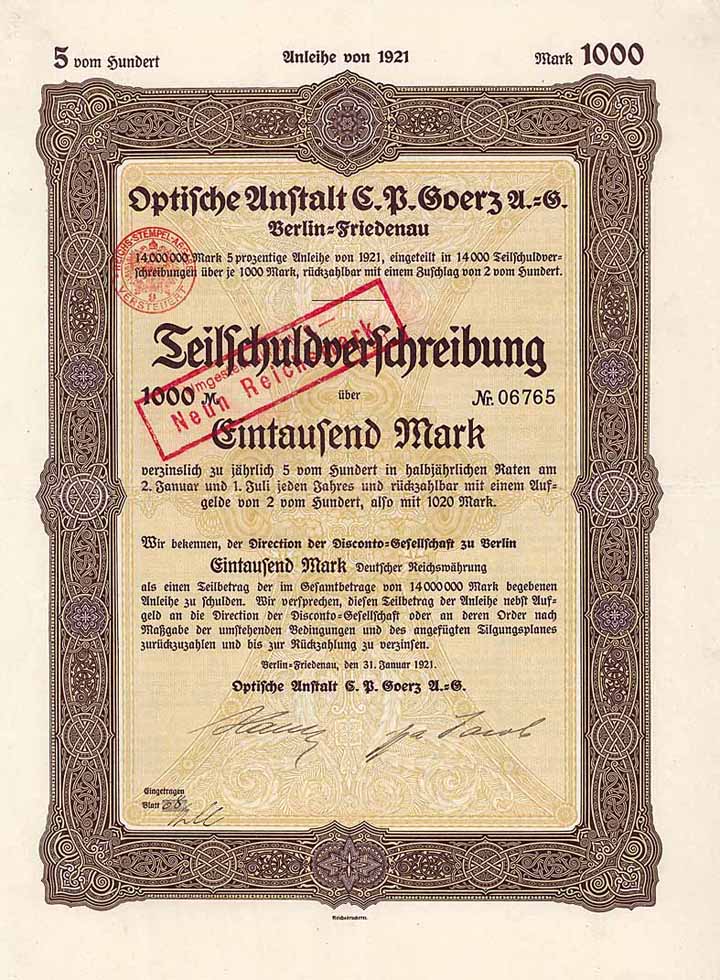 5 vom Hundert
Anleihe von 1921
Mark 1000
Optische Anstalt C. P. Goerz A.=G.
Berlin=Friedenau
14 000 000 Mark 5 prozentige Anleihe von 1921, eingeteilt in 14 000 Teilschuldver-
schreibungen über je 1000 Mark, rückzahlbar mit einem Zuschlag von 2 vom Hundert.
REICHS-STEMPEL-ABG
VERSTEUERT
Teilschuldverschreibung
Neun Reichsmark
1000 M.
über
Nr. 06765
Eintausend Mark
verzinslich zu jährlich 5 vom Hundert in halbjährlichen Raten am
2. Januar und 1. Juli jeden Jahres und rückzahlbar mit einem Auf-
gelde von 2 vom Hundert, also mit 1020 Mark.
Wir bekennen, der Direction der Disconto=Gesellschaft zu Berlin
Eintausend Mark Deutscher Reichswährung
als einen Teilbetrag der im Gesamtbetrage von 14 000 000 Mark begebenen
Anleihe zu schulden. Wir versprechen, diesen Teilbetrag der Anleihe nebst Auf-
geld an die Direction der Disconto=Gesellschaft oder an deren Order nach
Maßgabe der umstehenden Bedingungen und des angefügten Tilgungsplanes
zurückzuzahlen und bis zur Rückzahlung zu verzinsen.
Berlin=Friedenau, den 31. Januar 1921.
Optische Anstalt C. P. Goerz A.=G.
Eingetragen
Blatt
Reichsdruckerei.